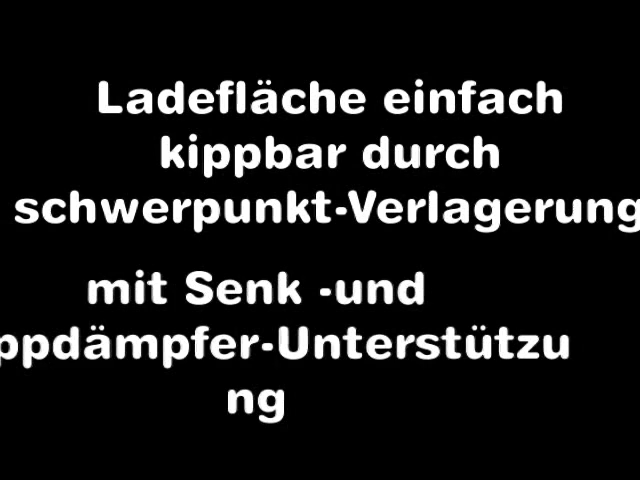 Ladefläche einfach
kippbar durch
schwerpunkt-Verlagerung
mit Senk -und
ppdämpfer-Unterstützu
ng